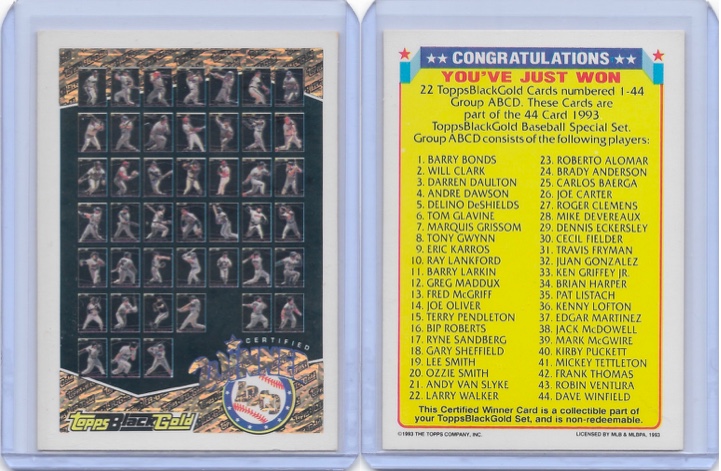 CERTIFIED
WINNER
ToppsBlackGold
★★ CONGRATULATIONS ★★
YOU'VE JUST WON
22 ToppsBlackGold Cards numbered 1-44
Group ABCD. These Cards are
part of the 44 Card 1993
ToppsBlackGold Baseball Special Set.
Group ABCD consists of the following players:
1. BARRY BONDS
2. WILL CLARK
3. DARREN DAULTON
4. ANDRE DAWSON
5. DELINO DeSHIELDS
6. TOM GLAVINE
7. MARQUIS GRISSOM
8. TONY GWYNN
9. ERIC KARROS
10. RAY LANKFORD
11. BARRY LARKIN
12. GREG MADDUX
13. FRED McGRIFF
14. JOE OLIVER
15. TERRY PENDLETON
16. BIP ROBERTS
17. RYNE SANDBERG
18. GARY SHEFFIELD
19. LEE SMITH
20. OZZIE SMITH
21. ANDY VAN SLYKE
22. LARRY WALKER
23. ROBERTO ALOMAR
24. BRADY ANDERSON
25. CARLOS BAERGA
26. JOE CARTER
27. ROGER CLEMENS
28. MIKE DEVEREAUX
29. DENNIS ECKERSLEY
30. CECIL FIELDER
31. TRAVIS FRYMAN
32. JUAN GONZALEZ
33. KEN GRIFFEY JR.
34. BRIAN HARPER
35. PAT LISTACH
36. KENNY LOFTON
37. EDGAR MARTINEZ
38. JACK McDOWELL
39. MARK McGWIRE
40. KIRBY PUCKETT
41. MICKEY TETTLETON
42. FRANK THOMAS
43. ROBIN VENTURA
44. DAVE WINFIELD
This Certified Winner Card is a collectible part of
your ToppsBlackGold Set, and is non-redeemable.
©1993 THE TOPPS COMPANY, INC.
LICENSED BY MLB & MLBPA, 1993